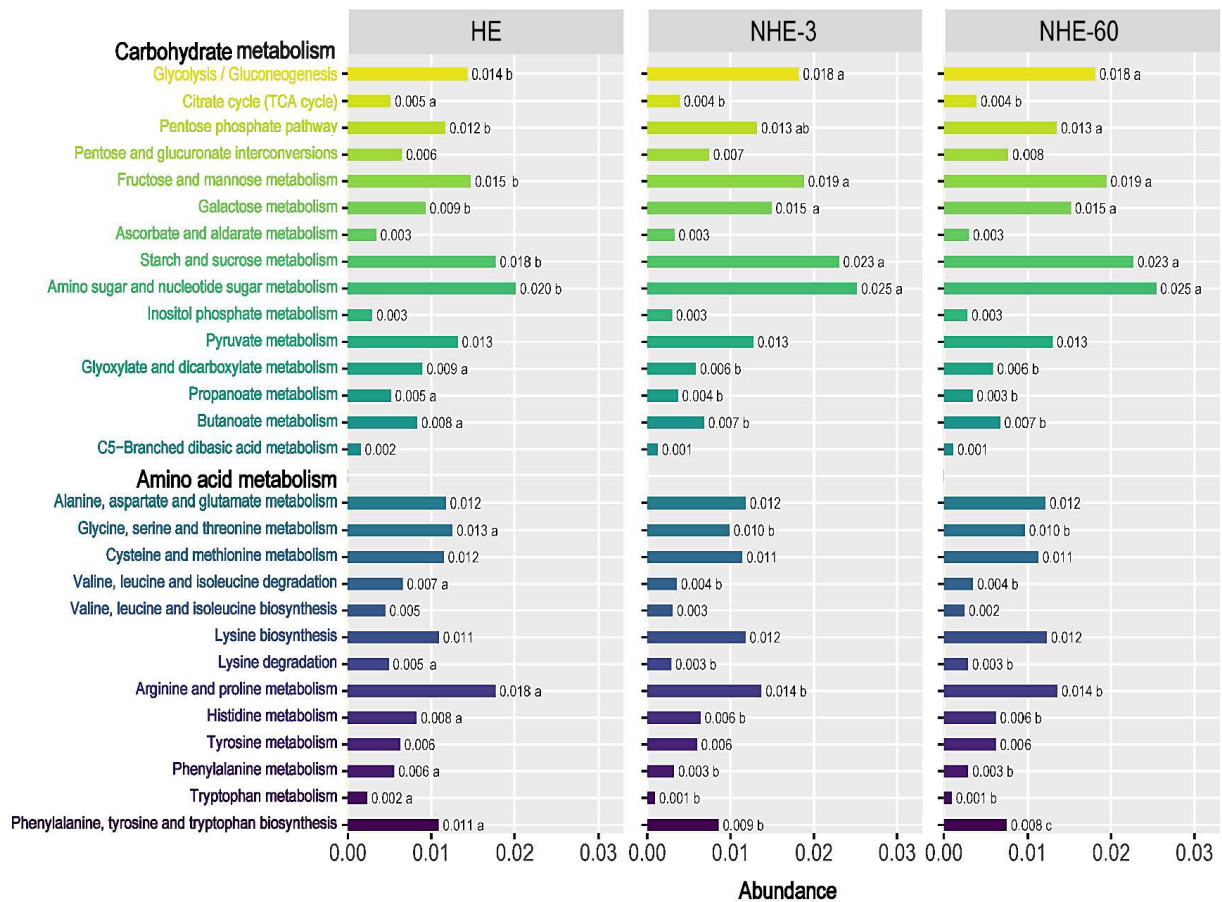 HE NHE-3 NHE-60
Carbohydrate metabolism
Glycolysis / Gluconeogenesis 0.014 b 0.018 a 0.018 a
Citrate cycle (TCA cycle) 0.005 a 0.004 b 0.004 b
Pentose phosphate pathway 0.012 b 0.013 ab 0.013 a
Pentose and glucuronate interconversions 0.006 0.007 0.008
Fructose and mannose metabolism 0.015 b 0.019 a 0.019 a
Galactose metabolism 0.009 b 0.015 a 0.015 a
Ascorbate and aldarate metabolism 0.003 0.003 0.003
Starch and sucrose metabolism 0.018 b 0.023 a 0.023 a
Amino sugar and nucleotide sugar metabolism 0.020 b 0.025 a 0.025 a
Inositol phosphate metabolism 0.003 0.003 0.003
Pyruvate metabolism 0.013 0.013 0.013
Glyoxylate and dicarboxylate metabolism 0.009 a 0.006 b 0.006 b
Propanoate metabolism 0.005 a 0.004 b 0.003 b
Butanoate metabolism 0.008 a 0.007 b 0.007 b
C5−Branched dibasic acid metabolism 0.002 0.001 0.001
Amino acid metabolism
Alanine, aspartate and glutamate metabolism 0.012 0.012 0.012
Glycine, serine and threonine metabolism 0.013 a 0.010 b 0.010 b
Cysteine and methionine metabolism 0.012 0.011 0.011
Valine, leucine and isoleucine degradation 0.007 a 0.004 b 0.004 b
Valine, leucine and isoleucine biosynthesis 0.005 0.003 0.002
Lysine biosynthesis 0.011 0.012 0.012
Lysine degradation 0.005 a 0.003 b 0.003 b
Arginine and proline metabolism 0.018 a 0.014 b 0.014 b
Histidine metabolism 0.008 a 0.006 b 0.006 b
Tyrosine metabolism 0.006 0.006 0.006
Phenylalanine metabolism 0.006 a 0.003 b 0.003 b
Tryptophan metabolism 0.002 a 0.001 b 0.001 b
Phenylalanine, tyrosine and tryptophan biosynthesis 0.011 a 0.009 b 0.008 c
0.00 0.01 0.02 0.03 0.00 0.01 0.02 0.03 0.00 0.01 0.02 0.03
Abundance